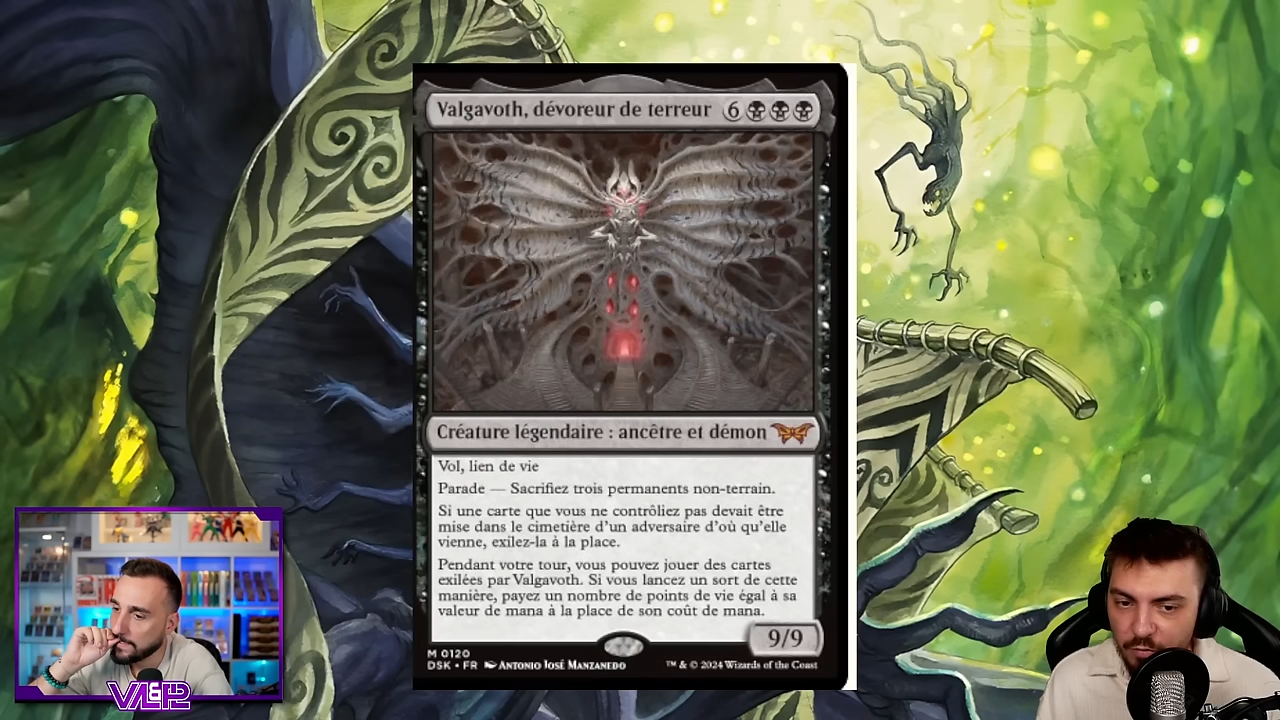 Valgavoth, dévoreur de terreur 6
Créature légendaire : ancêtre et démon
Vol, lien de vie
Parade — Sacrifiez trois permanents non-terrain.
Si une carte que vous ne contrôliez pas devait être
mise dans le cimetière d'un adversaire d'où qu'elle
vienne, exilez-la à la place.
Pendant votre tour, vous pouvez jouer des cartes
exilées par Valgavoth. Si vous lancez un sort de cette
manière, payez un nombre de points de vie égal à sa
valeur de mana à la place de son coût de mana.
9/9
M 0120
DSK • FR Antonio José Manzanedo
™ & © 2024 Wizards of the Coast